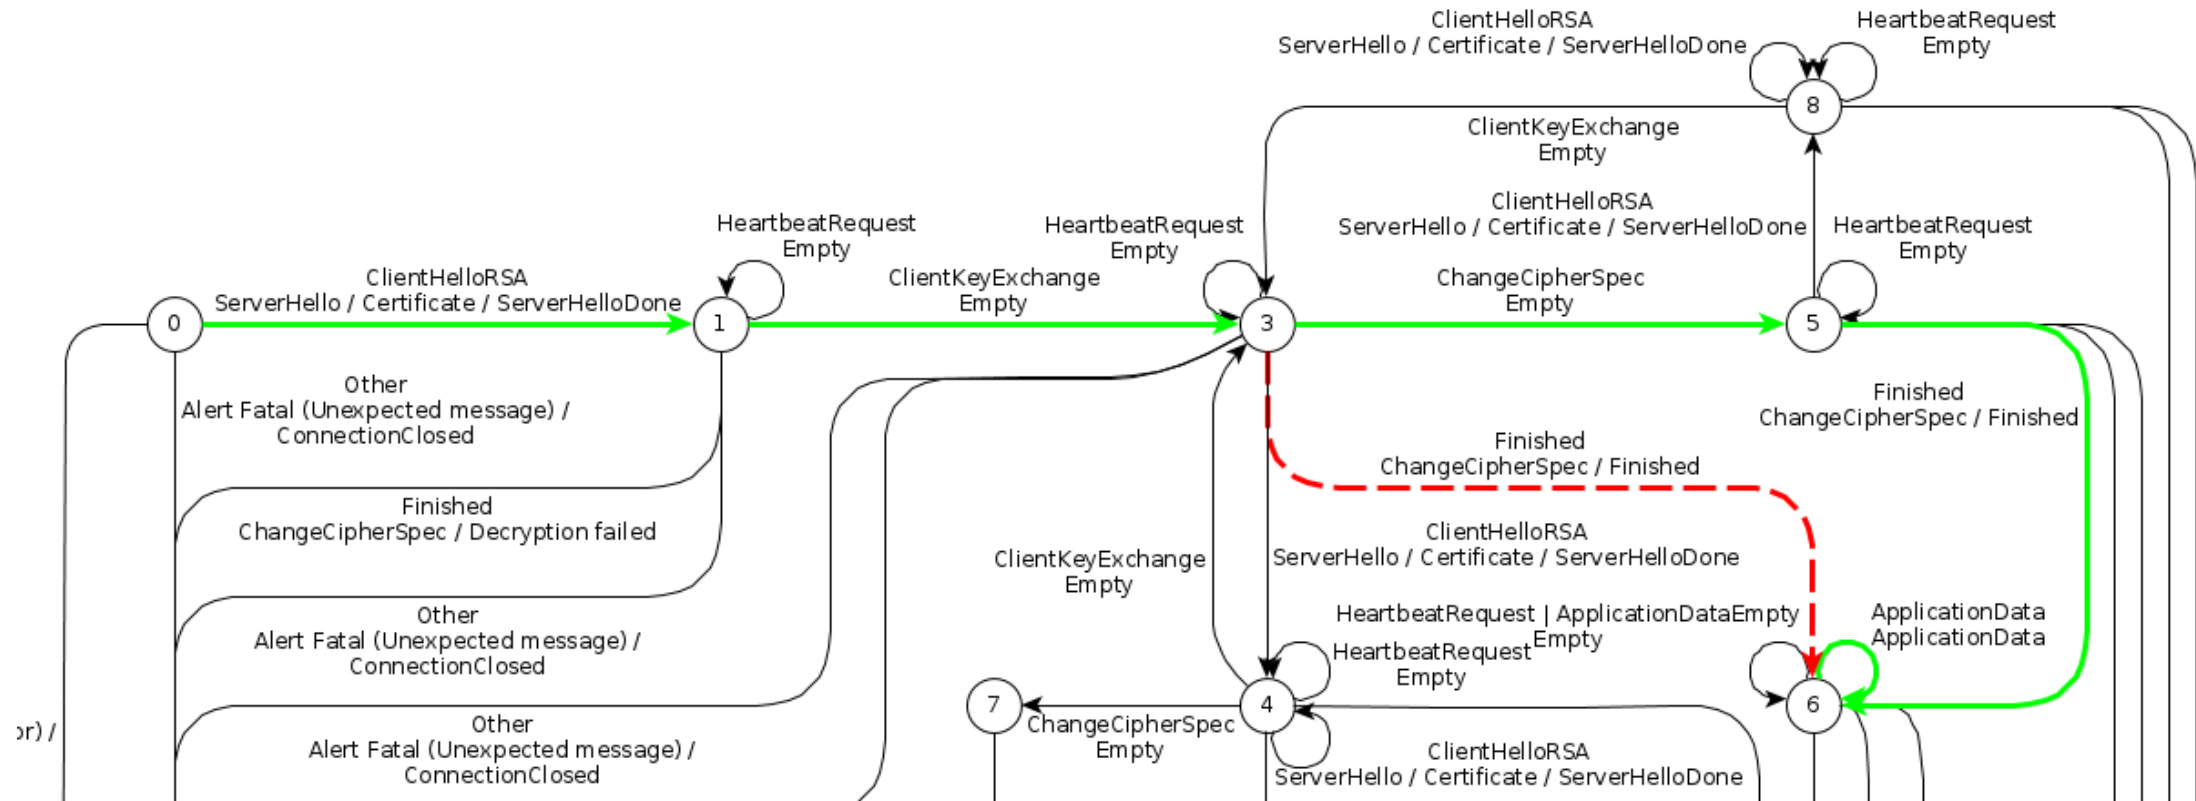 ClientHelloRSA
ServerHello / Certificate / ServerHelloDone
HeartbeatRequest
Empty
8
ClientKeyExchange
Empty
ClientHelloRSA
ServerHello / Certificate / ServerHelloDone
HeartbeatRequest
Empty
HeartbeatRequest
Empty
HeartbeatRequest
Empty
ClientHelloRSA
ServerHello / Certificate / ServerHelloDone
ClientKeyExchange
Empty
ChangeCipherSpec
Empty
0
1
3
5
Other
Alert Fatal (Unexpected message) /
ConnectionClosed
Finished
ChangeCipherSpec / Finished
Finished
ChangeCipherSpec / Finished
Finished
ChangeCipherSpec / Decryption failed
ClientHelloRSA
ServerHello / Certificate / ServerHelloDone
ClientKeyExchange
Empty
Other
Alert Fatal (Unexpected message) /
ConnectionClosed
HeartbeatRequest | ApplicationDataEmpty
Empty
ApplicationData
ApplicationData
HeartbeatRequest
Empty
7
4
6
or) /
Other
Alert Fatal (Unexpected message) /
ConnectionClosed
ChangeCipherSpec
Empty
ClientHelloRSA
ServerHello / Certificate / ServerHelloDone